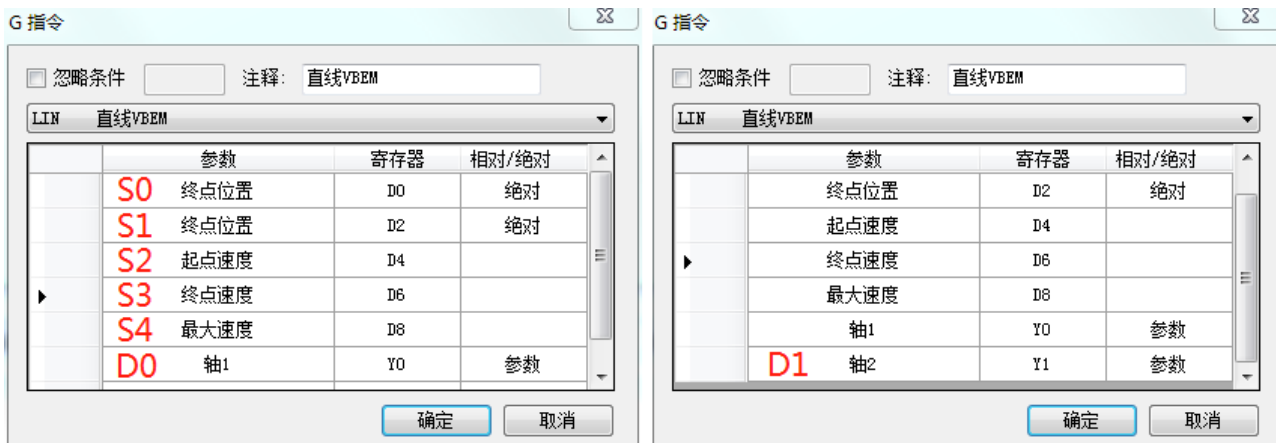 G 指令
忽略条件 注释: 直线VBEM
LIN 直线VBEM
参数 寄存器 相对/绝对
S0 终点位置 D0 绝对
S1 终点位置 D2 绝对
S2 起点速度 D4
S3 终点速度 D6
S4 最大速度 D8
D0 轴1 Y0 参数
确定 取消
G 指令
忽略条件 注释: 直线VBEM
LIN 直线VBEM
参数 寄存器 相对/绝对
终点位置 D2 绝对
起点速度 D4
终点速度 D6
最大速度 D8
轴1 Y0 参数
D1 轴2 Y1 参数
确定 取消